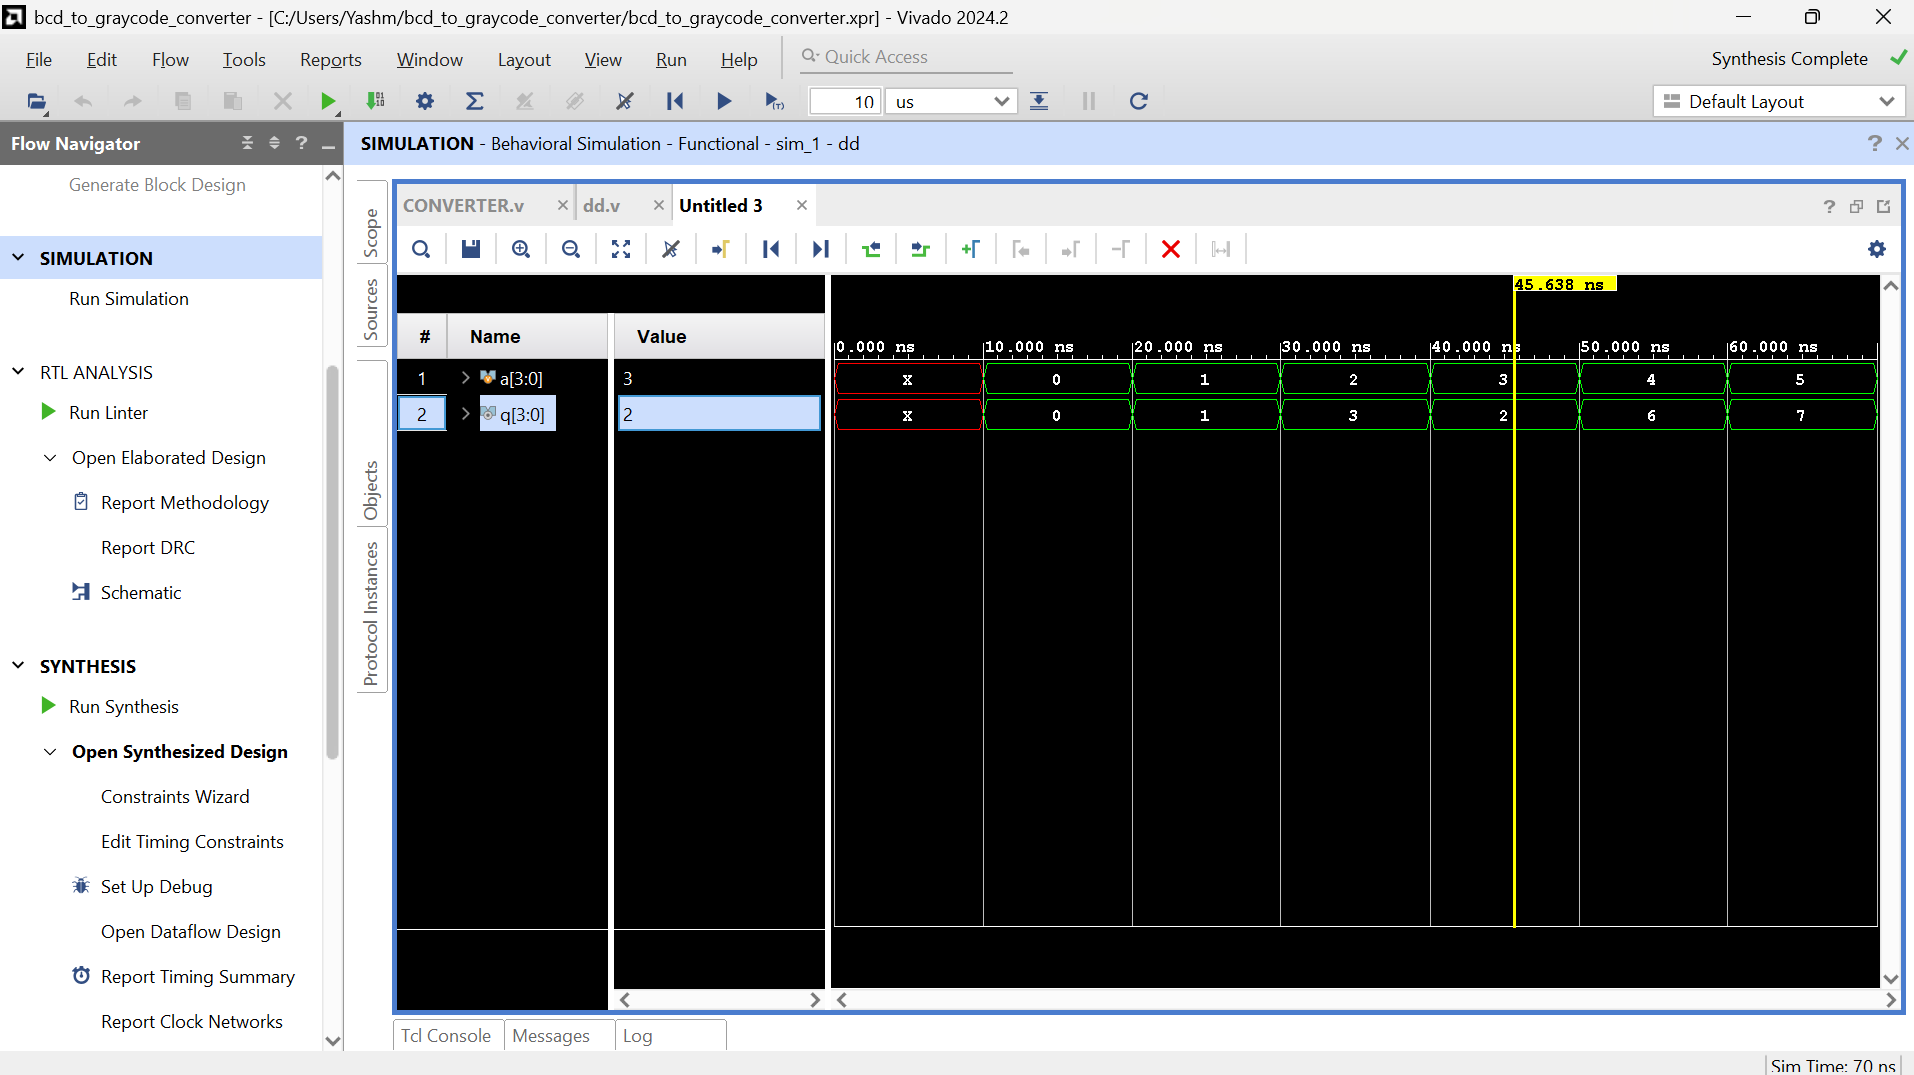 bcd_to_graycode_converter - [C:/Users/Yashm/bcd_to_graycode_converter/bcd_to_graycode_converter.xpr] - Vivado 2024.2
File Edit Flow Tools Reports Window Layout View Run Help Quick Access Synthesis Complete
10 us Default Layout
Flow Navigator
SIMULATION - Behavioral Simulation - Functional - sim_1 - dd
Generate Block Design
SIMULATION
Run Simulation
RTL ANALYSIS
Run Linter
Open Elaborated Design
Report Methodology
Report DRC
Schematic
SYNTHESIS
Run Synthesis
Open Synthesized Design
Constraints Wizard
Edit Timing Constraints
Set Up Debug
Open Dataflow Design
Report Timing Summary
Report Clock Networks
Scope
Sources
Objects
Protocol Instances
CONVERTER.v dd.v Untitled 3
45.638 ns
# Name Value
0.000 ns 10.000 ns 20.000 ns 30.000 ns 40.000 ns 50.000 ns 60.000 ns
1 a[3:0] 3 X 0 1 2 3 4 5
2 q[3:0] 2 X 0 1 3 2 6 7
Tcl Console Messages Log
Sim Time: 70 ns